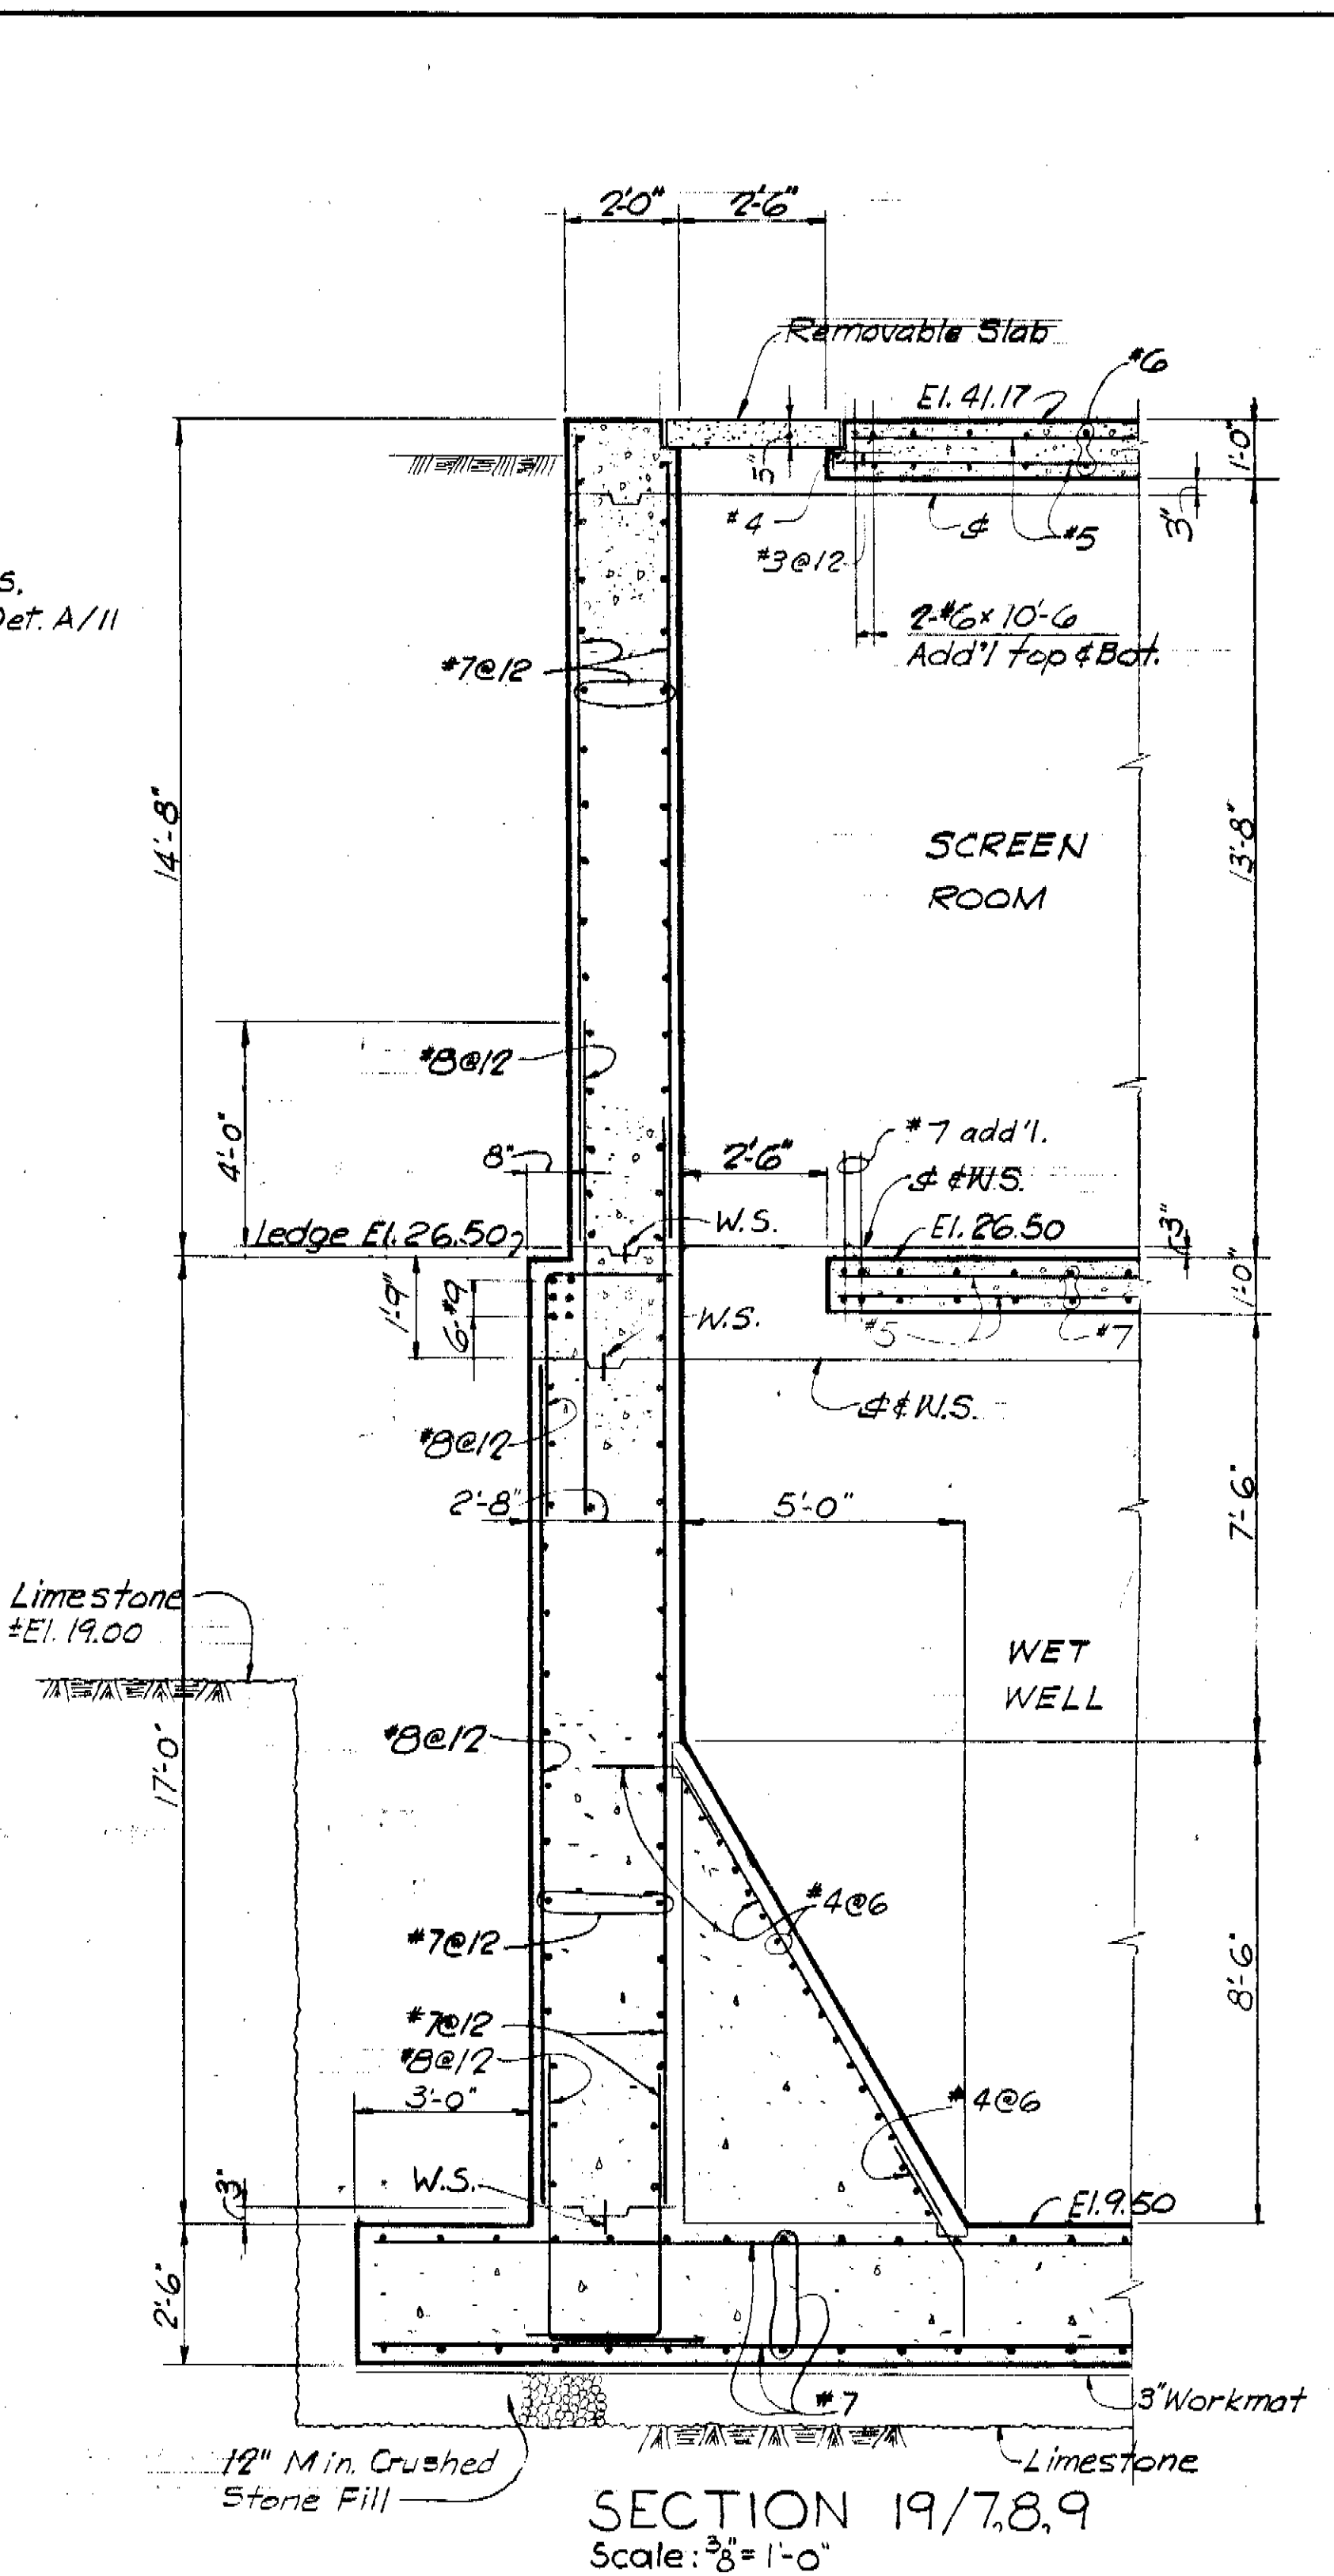 2'-0" 2'-6"
Removable Slab
#6
El. 41.17
1'-0"
5"
#4
#5
3"
#3@12
S.
Det. A/11
2-#6x10'-6
Add'l top & Bot.
#7@12
14'-8"
SCREEN
ROOM
13'-8"
#8@12
4'-0"
8"
2'-6"
#7 add'l.
& W.S.
W.S.
El. 26.50
3"
Ledge El. 26.50
1'-9"
6-#9
W.S.
1'-0"
#5
#7
& W.S.
#8@12
2'-8"
5'-0"
7'-6"
Limestone
±El. 19.00
WET
WELL
17'-0"
#8@12
#4@6
#7@12
8'-6"
#7@12
#8@12
3'-0"
#4@6
3"
W.S.
El. 9.50
2'-6"
#7
3" Workmat
12" Min. Crushed
Stone Fill
Limestone
SECTION 19/7,8,9
Scale: 3/8" = 1'-0"